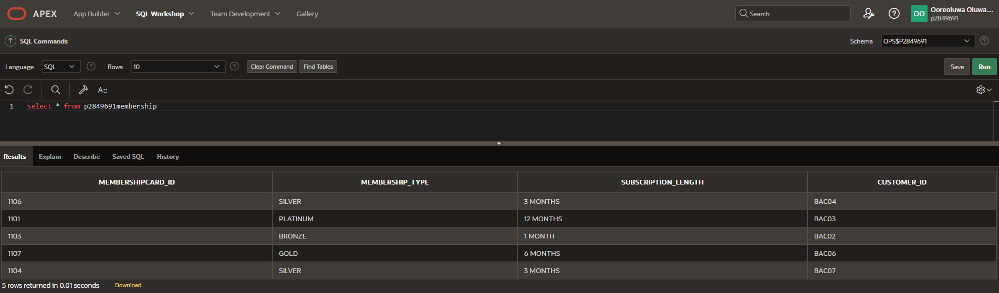 APEX App Builder SQL Workshop Team Development Gallery Search OO Ooreoluwa Oluwa...
p2849691
SQL Commands Schema OPS$P2849691
Language SQL Rows 10 Clear Command Find Tables Save Run
A
1 select * from p2849691membership
Results Explain Describe Saved SQL History
MEMBERSHIPCARD_ID MEMBERSHIP_TYPE SUBSCRIPTION_LENGTH CUSTOMER_ID
1106 SILVER 3 MONTHS BAC04
1101 PLATINUM 12 MONTHS BAC03
1103 BRONZE 1 MONTH BAC02
1107 GOLD 6 MONTHS BAC06
1104 SILVER 3 MONTHS BAC07
5 rows returned in 0.01 seconds Download